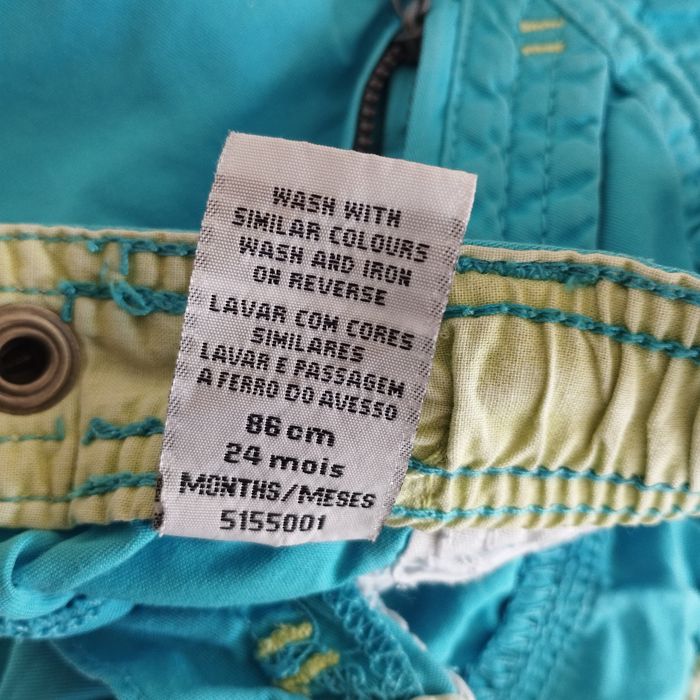 WASH WITH
SIMILAR COLOURS
WASH AND IRON
ON REVERSE
LAVAR COM CORES
SIMILARES
LAVAR E PASSAGEM
A FERRO DO AVESSO
86 cm
24 mois
MONTHS/MESES
5155001